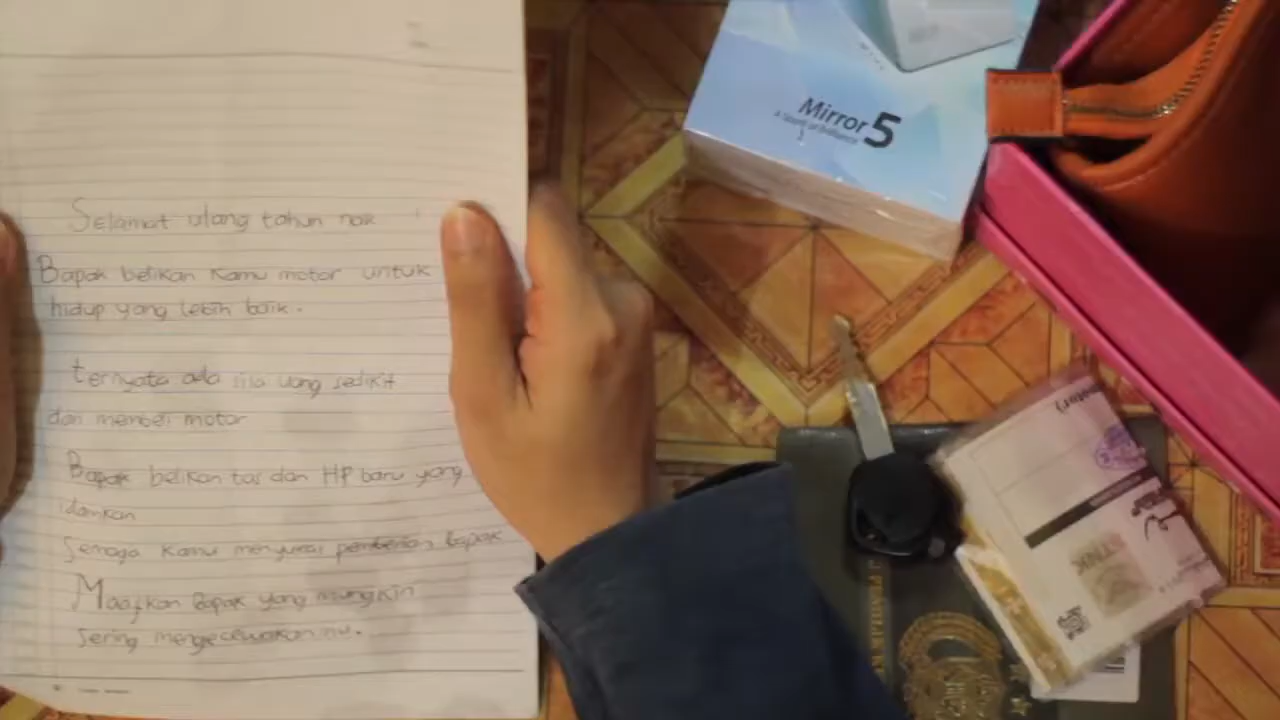 Selamat ulang tahun nak
Bapak belikan kamu motor untuk
hidup yang lebih baik.
ternyata ada sisa uang sedikit
dari membeli motor
Bapak belikan tas dan HP baru yang
idamkan
Semoga kamu menyukai pemberian Bapak
Maafkan Bapak yang mungkin
Sering mengecewakanmu.
Mirror 5
STNK